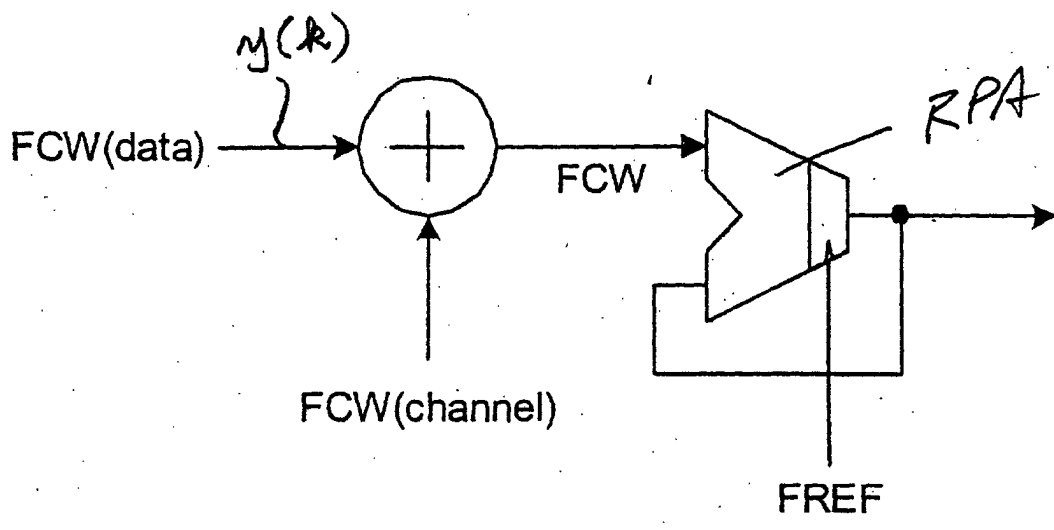 y(k)
RPA
FCW(data)
FCW
FCW(channel)
FREF